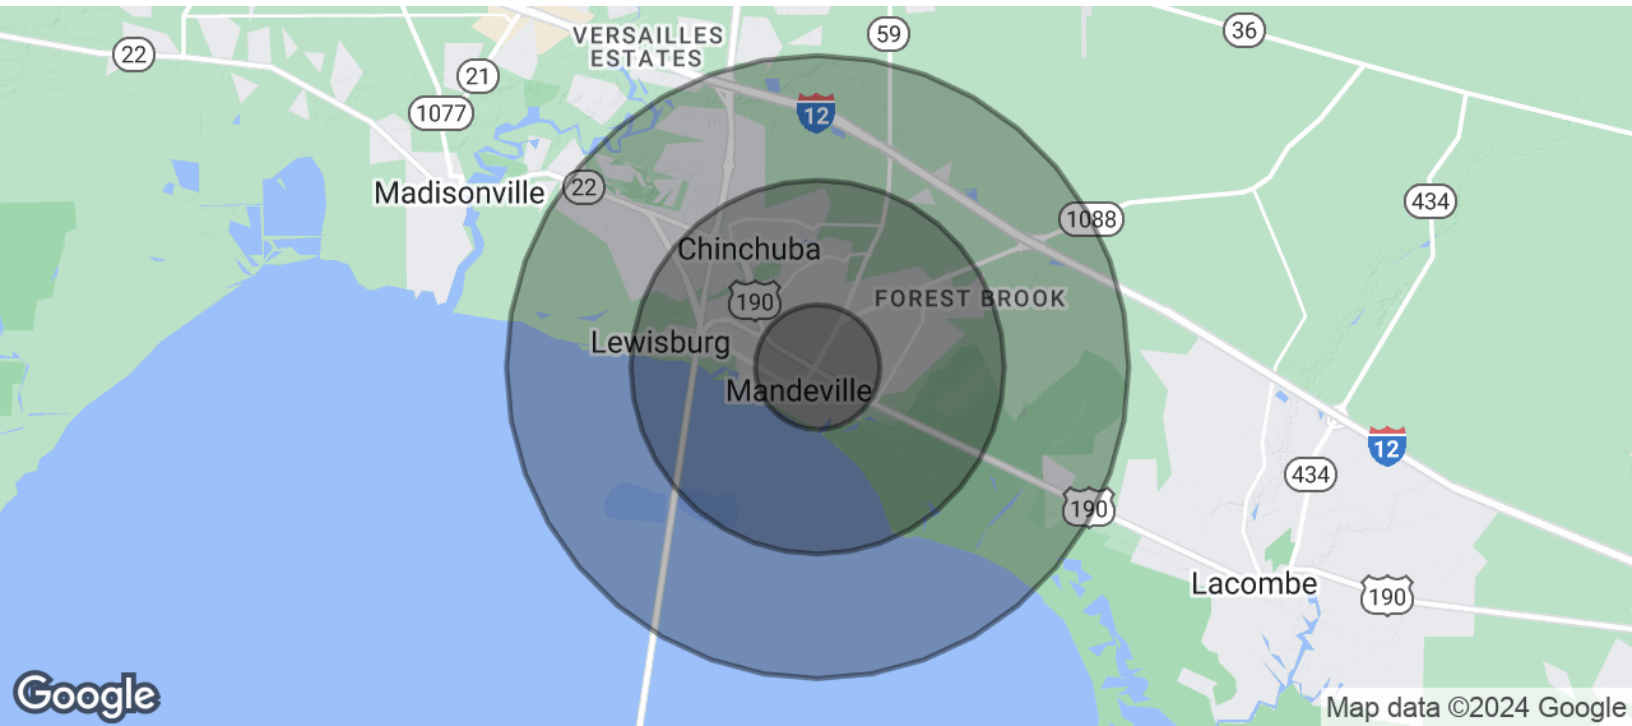 VERSAILLES
ESTATES
59
36
22
21
12
1077
Madisonville
22
434
1088
Chinchuba
190
FOREST BROOK
Lewisburg
Mandeville
12
434
190
Lacombe
190
Google
Map data ©2024 Google